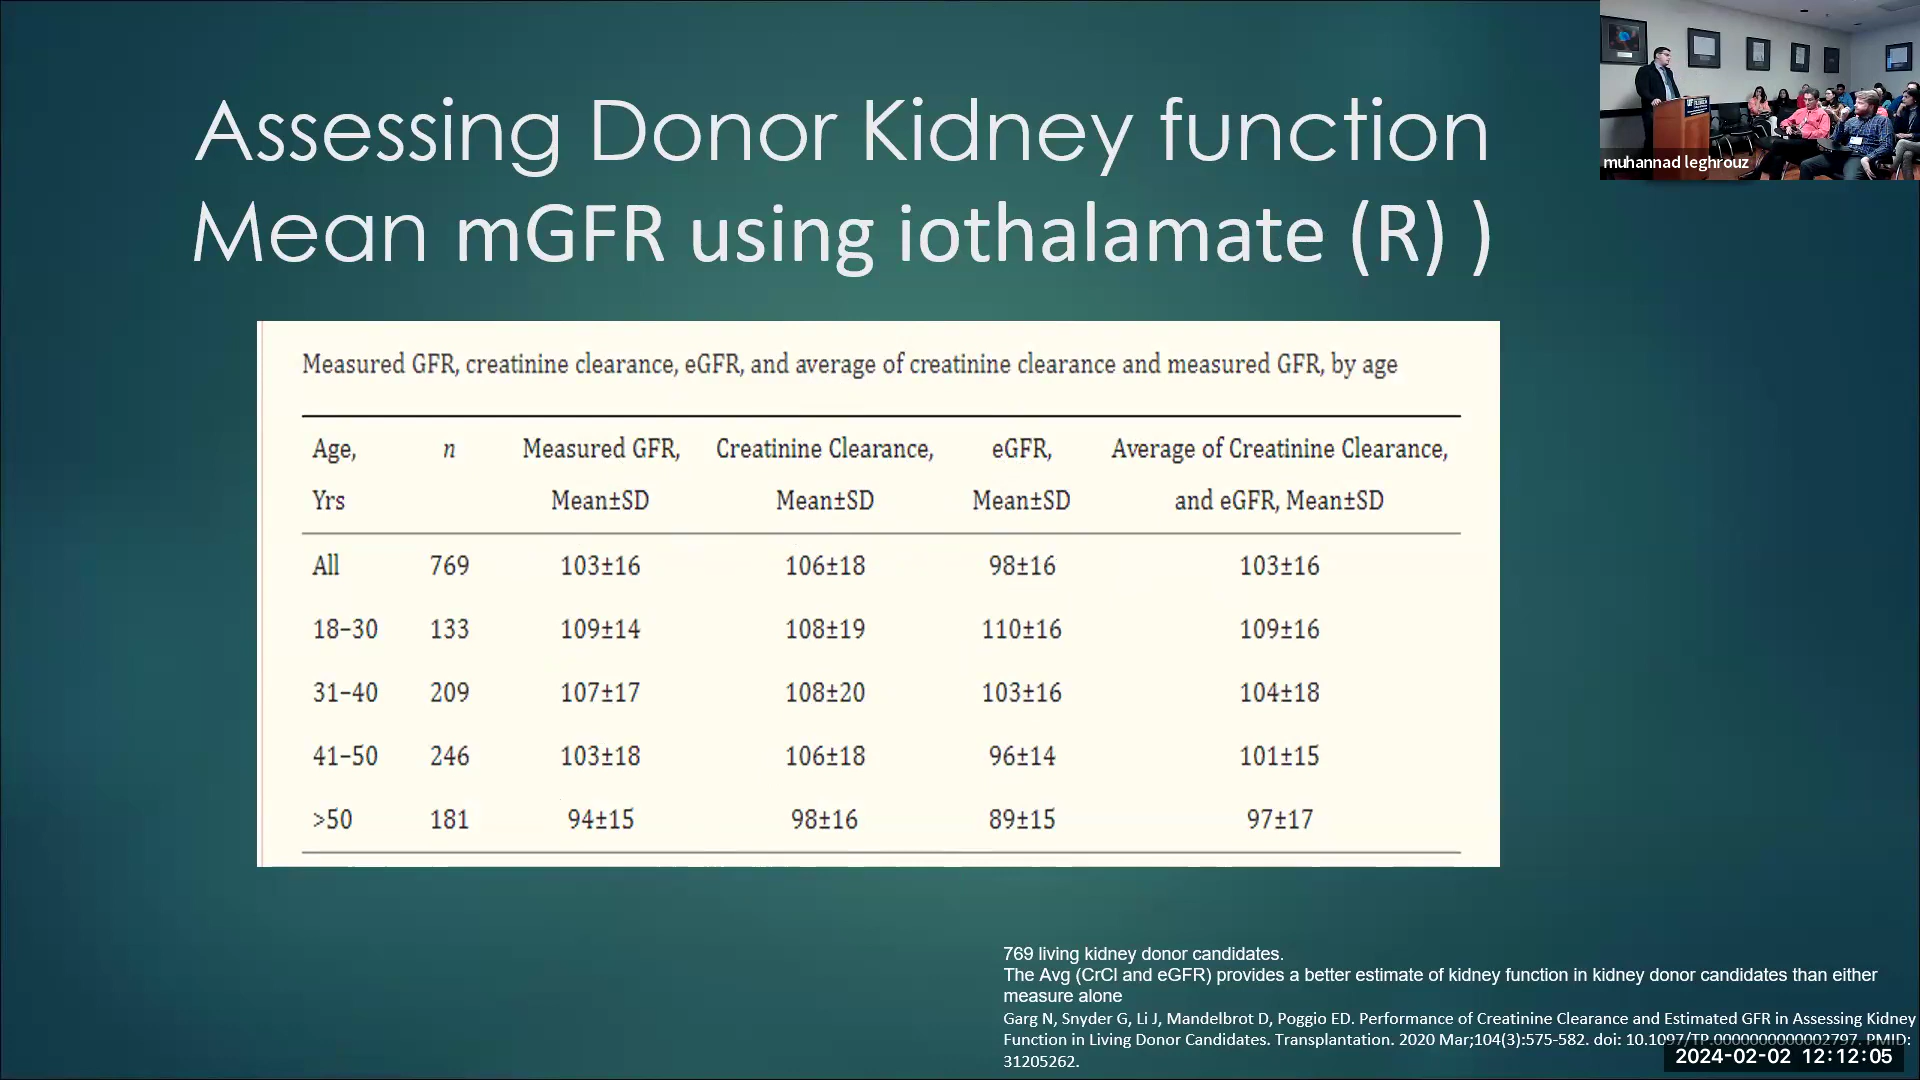 Assessing Donor Kidney function
Mean mGFR using iothalamate (R) )
muhannad leghrouz
Measured GFR, creatinine clearance, eGFR, and average of creatinine clearance and measured GFR, by age
Age, Yrs n Measured GFR, Mean±SD Creatinine Clearance, Mean±SD eGFR, Mean±SD Average of Creatinine Clearance, and eGFR, Mean±SD
All 769 103±16 106±18 98±16 103±16
18–30 133 109±14 108±19 110±16 109±16
31–40 209 107±17 108±20 103±16 104±18
41–50 246 103±18 106±18 96±14 101±15
>50 181 94±15 98±16 89±15 97±17
769 living kidney donor candidates.
The Avg (CrCl and eGFR) provides a better estimate of kidney function in kidney donor candidates than either
measure alone
Garg N, Snyder G, Li J, Mandelbrot D, Poggio ED. Performance of Creatinine Clearance and Estimated GFR in Assessing Kidney
Function in Living Donor Candidates. Transplantation. 2020 Mar;104(3):575-582. doi: 10.1097/TP.0000000000002797. PMID:
31205262.
2024-02-02 12:12:05